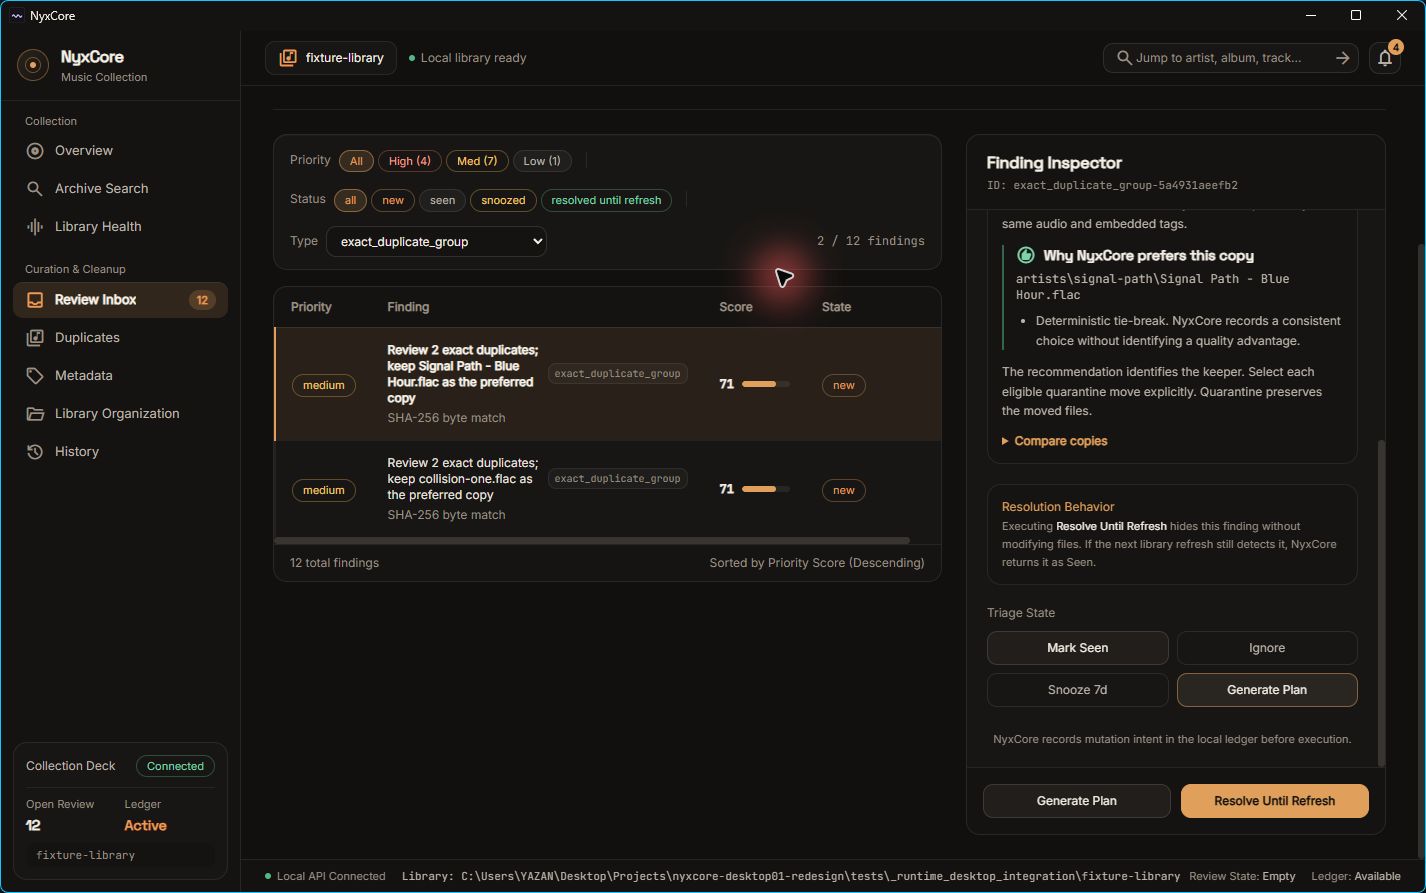 NyxCore
NyxCore
Music Collection
Collection
Overview
Archive Search
Library Health
Curation & Cleanup
Review Inbox 12
Duplicates
Metadata
Library Organization
History
Collection Deck Connected
Open Review Ledger
12 Active
fixture-library
fixture-library Local library ready
Jump to artist, album, track...
4
Priority All High (4) Med (7) Low (1)
Status all new seen snoozed resolved until refresh
Type exact_duplicate_group 2 / 12 findings
Priority Finding Score State
medium
Review 2 exact duplicates;
keep Signal Path - Blue
Hour.flac as the preferred
copy
SHA-256 byte match
exact_duplicate_group
71
new
medium
Review 2 exact duplicates;
keep collision-one.flac as
the preferred copy
SHA-256 byte match
exact_duplicate_group
71
new
12 total findings Sorted by Priority Score (Descending)
Finding Inspector
ID: exact_duplicate_group-5a4931aeefb2
same audio and embedded tags.
Why NyxCore prefers this copy
artists\signal-path\Signal Path - Blue
Hour.flac
• Deterministic tie-break. NyxCore records a consistent
choice without identifying a quality advantage.
The recommendation identifies the keeper. Select each
eligible quarantine move explicitly. Quarantine preserves
the moved files.
Compare copies
Resolution Behavior
Executing Resolve Until Refresh hides this finding without
modifying files. If the next library refresh still detects it, NyxCore
returns it as Seen.
Triage State
Mark Seen Ignore
Snooze 7d Generate Plan
NyxCore records mutation intent in the local ledger before execution.
Generate Plan Resolve Until Refresh
Local API Connected Library: C:\Users\YAZAN\Desktop\Projects\nyxcore-desktop01-redesign\tests\_runtime_desktop_integration\fixture-library Review State: Empty Ledger: Available